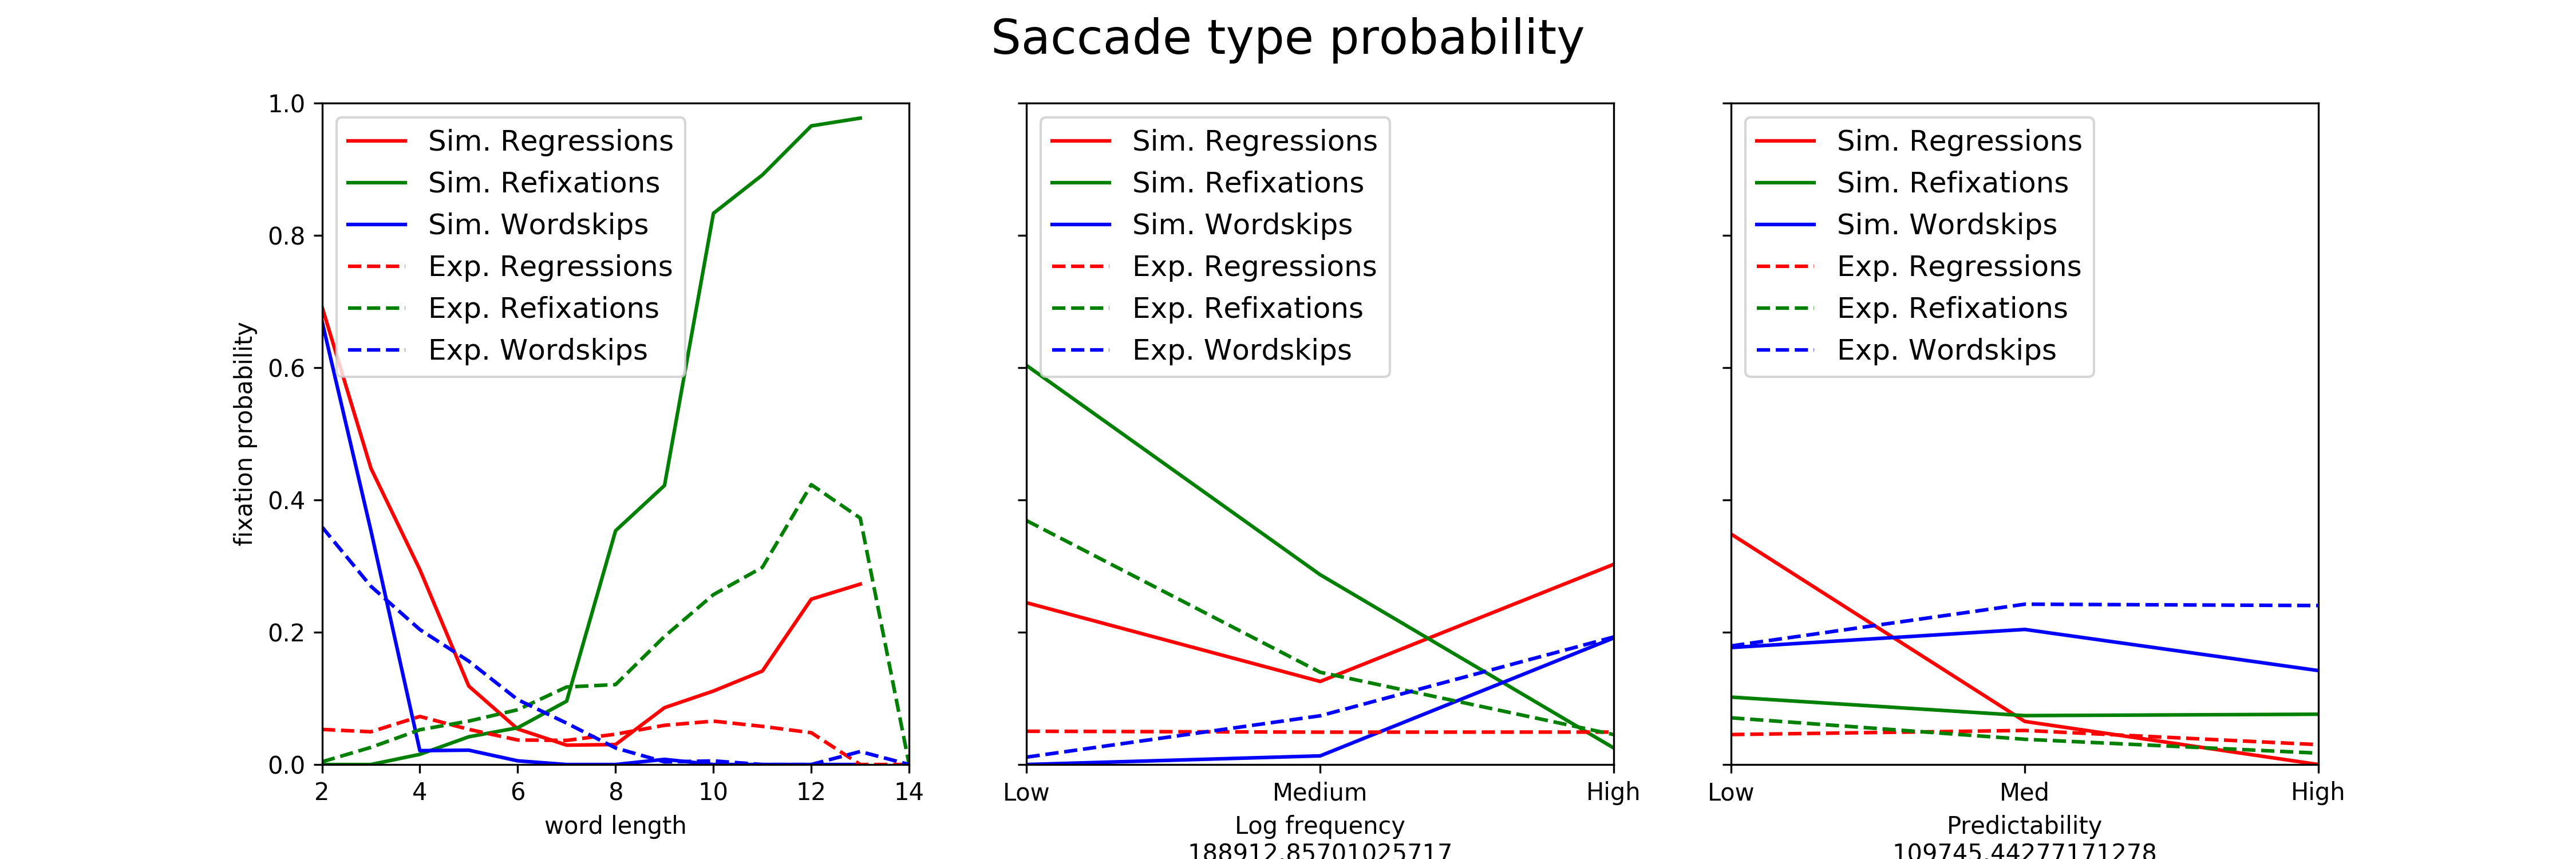 Saccade type probability
fixation probability
1.0
0.8
0.6
0.4
0.2
0.0
Sim. Regressions
Sim. Refixations
Sim. Wordskips
Exp. Regressions
Exp. Refixations
Exp. Wordskips
2 4 6 8 10 12 14
word length
Sim. Regressions
Sim. Refixations
Sim. Wordskips
Exp. Regressions
Exp. Refixations
Exp. Wordskips
Low Medium High
Log frequency
188912.85701025717
Sim. Regressions
Sim. Refixations
Sim. Wordskips
Exp. Regressions
Exp. Refixations
Exp. Wordskips
Low Med High
Predictability
109745.44277171278